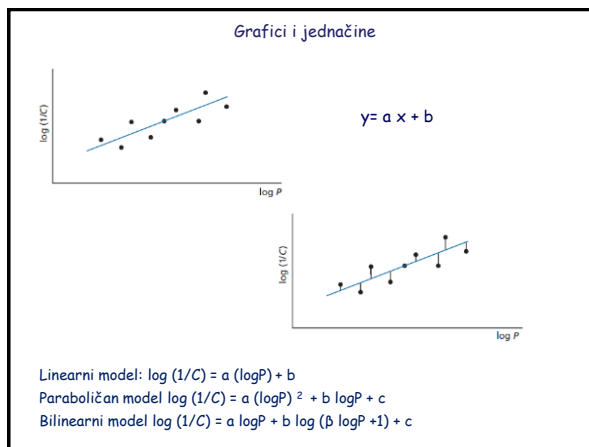 Grafici i jednačine
log (1/C)
y= a x + b
log P
log (1/C)
log P
Linearni model: log (1/C) = a (logP) + b
Paraboličan model log (1/C) = a (logP) ² + b logP + c
Bilinearni model log (1/C) = a logP + b log (β logP +1) + c